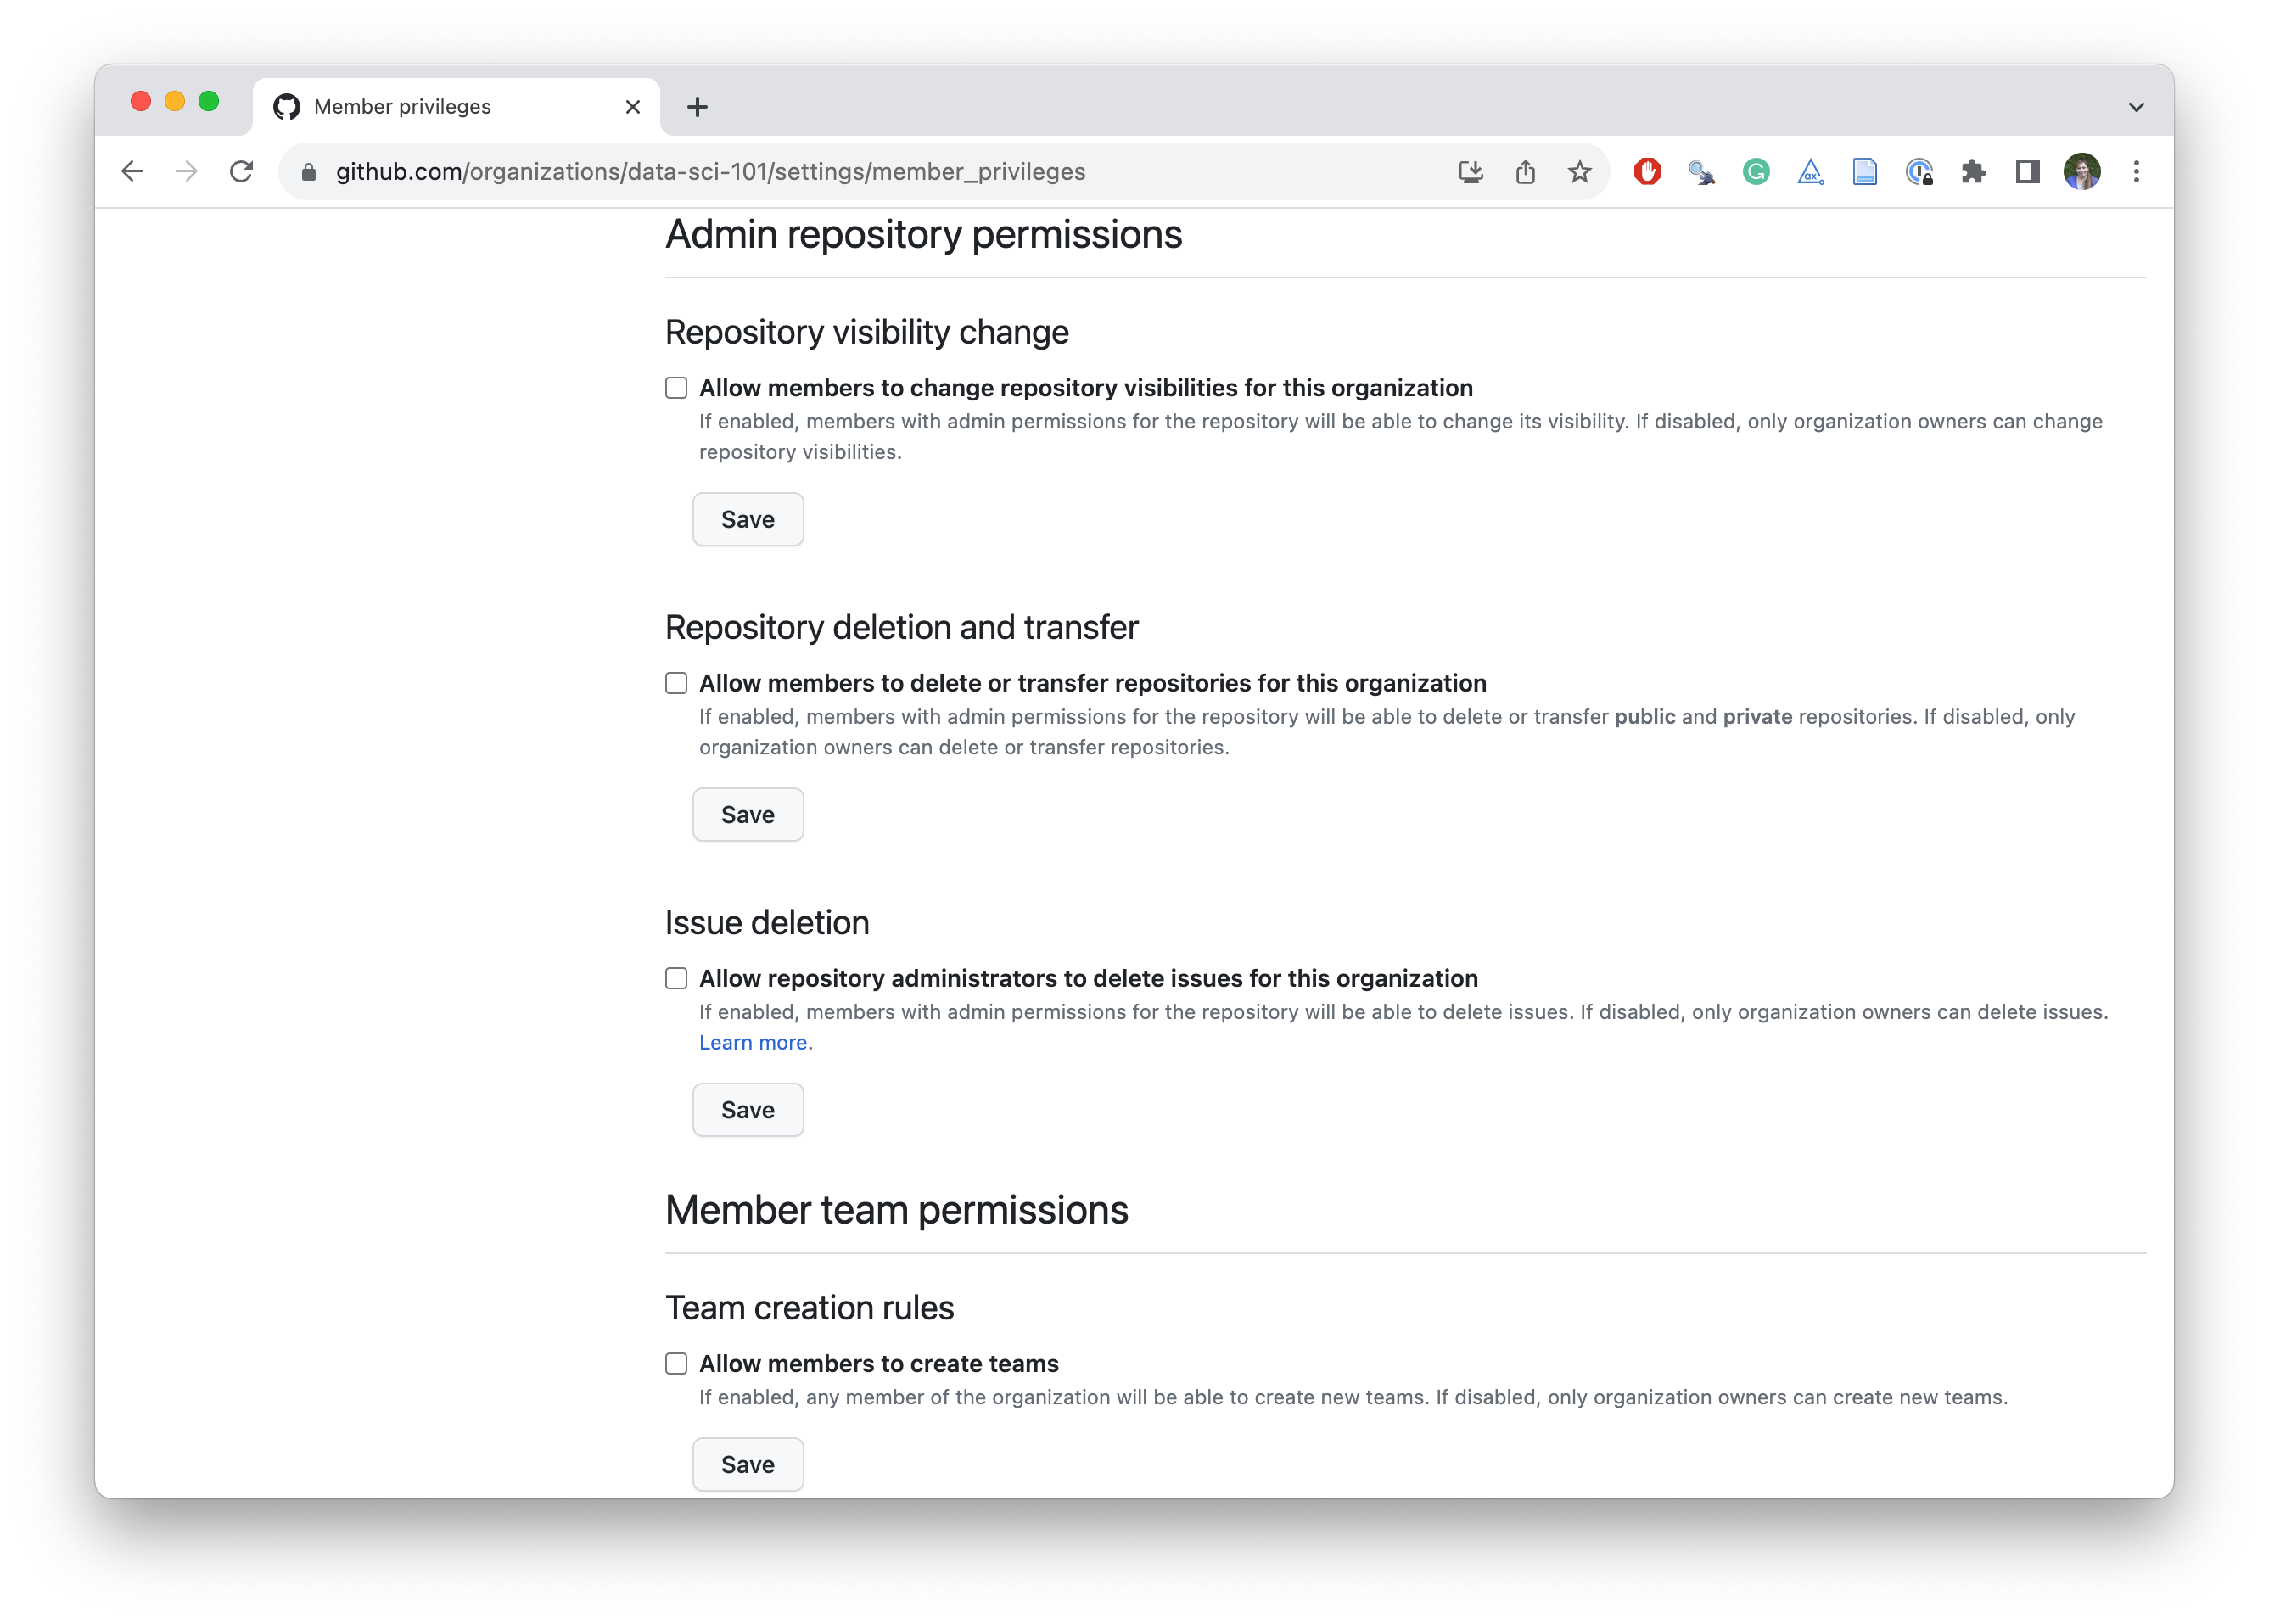 Member privileges
github.com/organizations/data-sci-101/settings/member_privileges
Admin repository permissions
Repository visibility change
Allow members to change repository visibilities for this organization
If enabled, members with admin permissions for the repository will be able to change its visibility. If disabled, only organization owners can change
repository visibilities.
Save
Repository deletion and transfer
Allow members to delete or transfer repositories for this organization
If enabled, members with admin permissions for the repository will be able to delete or transfer public and private repositories. If disabled, only
organization owners can delete or transfer repositories.
Save
Issue deletion
Allow repository administrators to delete issues for this organization
If enabled, members with admin permissions for the repository will be able to delete issues. If disabled, only organization owners can delete issues.
Learn more.
Save
Member team permissions
Team creation rules
Allow members to create teams
If enabled, any member of the organization will be able to create new teams. If disabled, only organization owners can create new teams.
Save